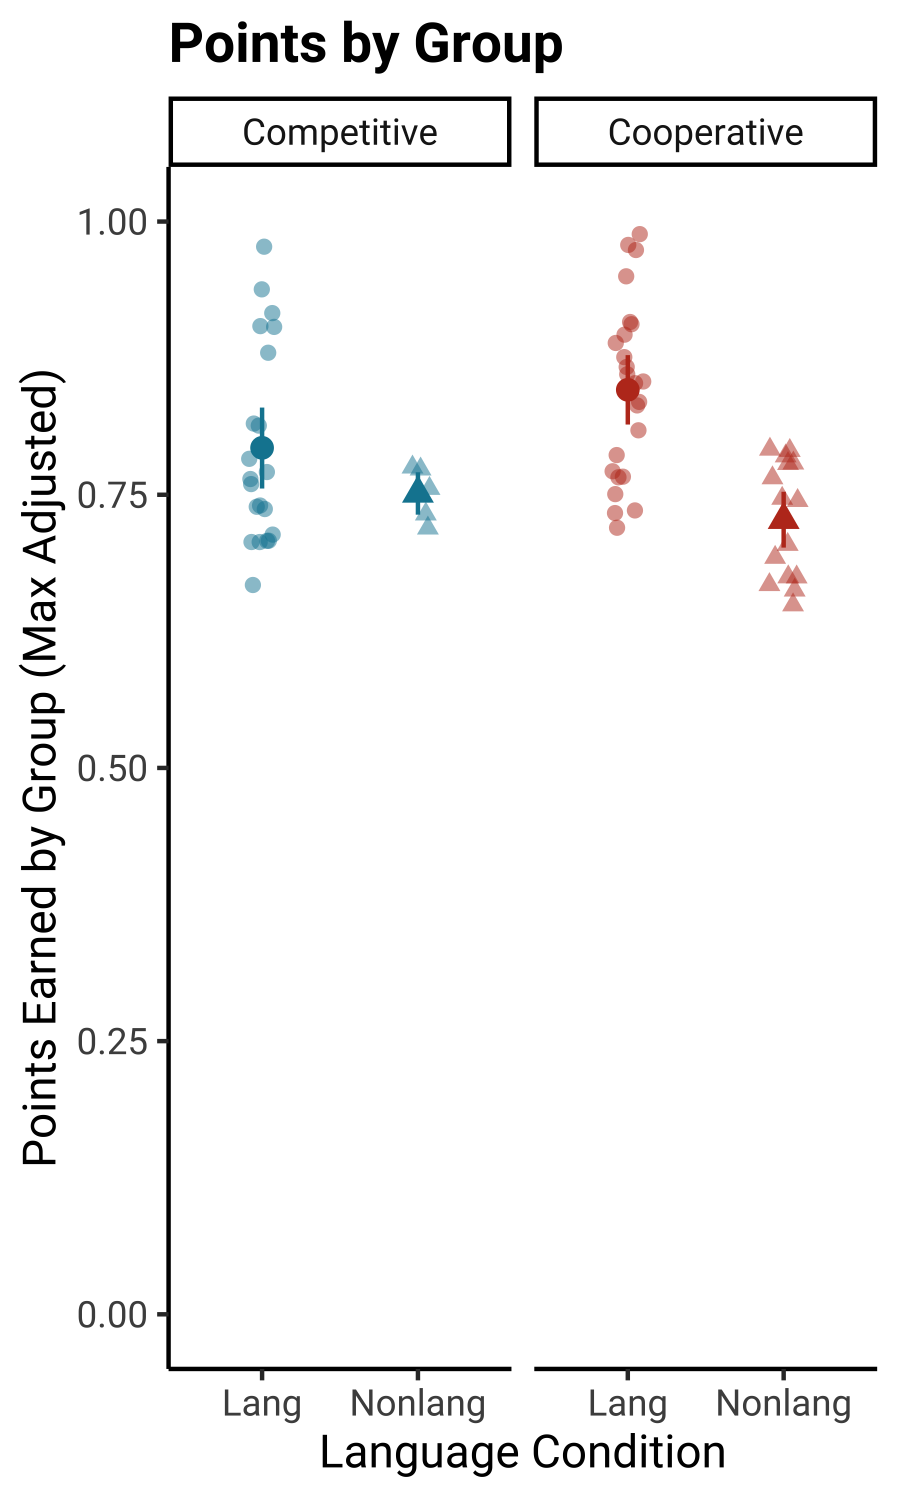 Points by Group
Competitive
Cooperative
Points Earned by Group (Max Adjusted)
1.00
0.75
0.50
0.25
0.00
Lang
Nonlang
Lang
Nonlang
Language Condition